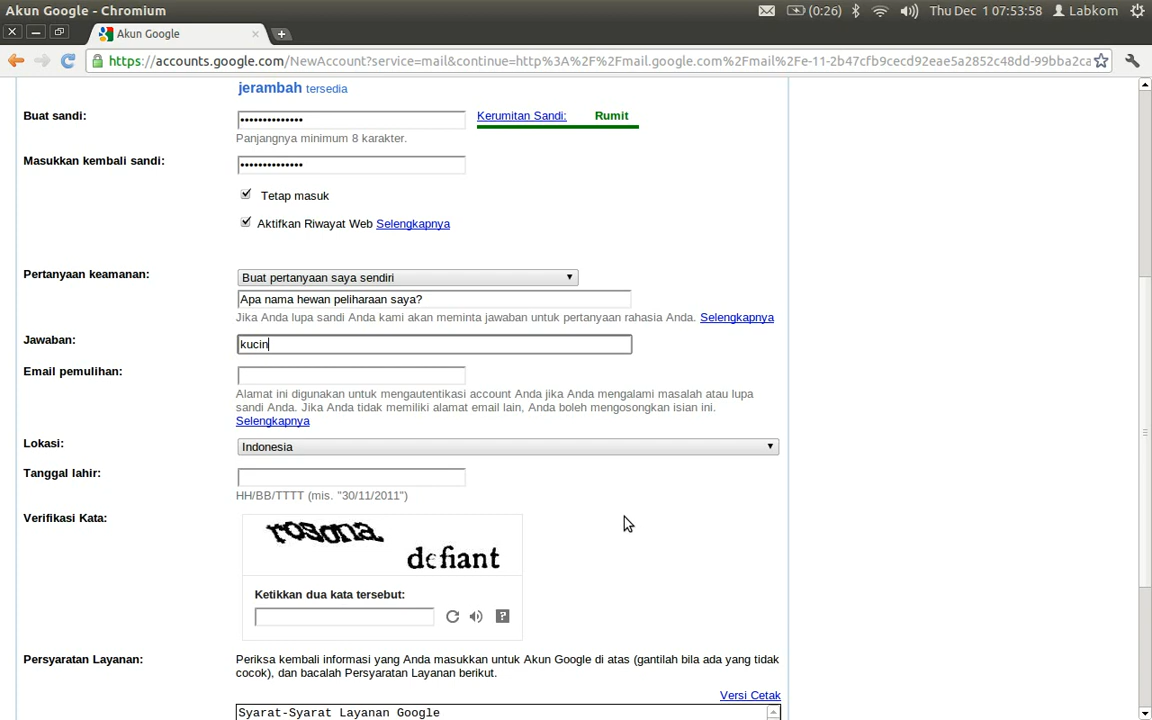 Akun Google - Chromium
(0:26)
Thu Dec 1 07:53:58
Labkom
Akun Google
https://accounts.google.com/NewAccount?service=mail&continue=http%3A%2F%2Fmail.google.com%2Fmail%2Fe-11-2b47cfb9cecd92eae5a2852c48dd-99bba2ca
jerambah tersedia
Buat sandi:
••••••••••••••
Kerumitan Sandi:
Rumit
Panjangnya minimum 8 karakter.
Masukkan kembali sandi:
••••••••••••••
Tetap masuk
Aktifkan Riwayat Web Selengkapnya
Pertanyaan keamanan:
Buat pertanyaan saya sendiri
Apa nama hewan peliharaan saya?
Jika Anda lupa sandi Anda kami akan meminta jawaban untuk pertanyaan rahasia Anda. Selengkapnya
Jawaban:
kucin
Email pemulihan:
Alamat ini digunakan untuk mengautentikasi account Anda jika Anda mengalami masalah atau lupa
sandi Anda. Jika Anda tidak memiliki alamat email lain, Anda boleh mengosongkan isian ini.
Selengkapnya
Lokasi:
Indonesia
Tanggal lahir:
HH/BB/TTTT (mis. "30/11/2011")
Verifikasi Kata:
rosona
defiant
Ketikkan dua kata tersebut:
?
Persyaratan Layanan:
Periksa kembali informasi yang Anda masukkan untuk Akun Google di atas (gantilah bila ada yang tidak
cocok), dan bacalah Persyaratan Layanan berikut.
Versi Cetak
Syarat-Syarat Layanan Google